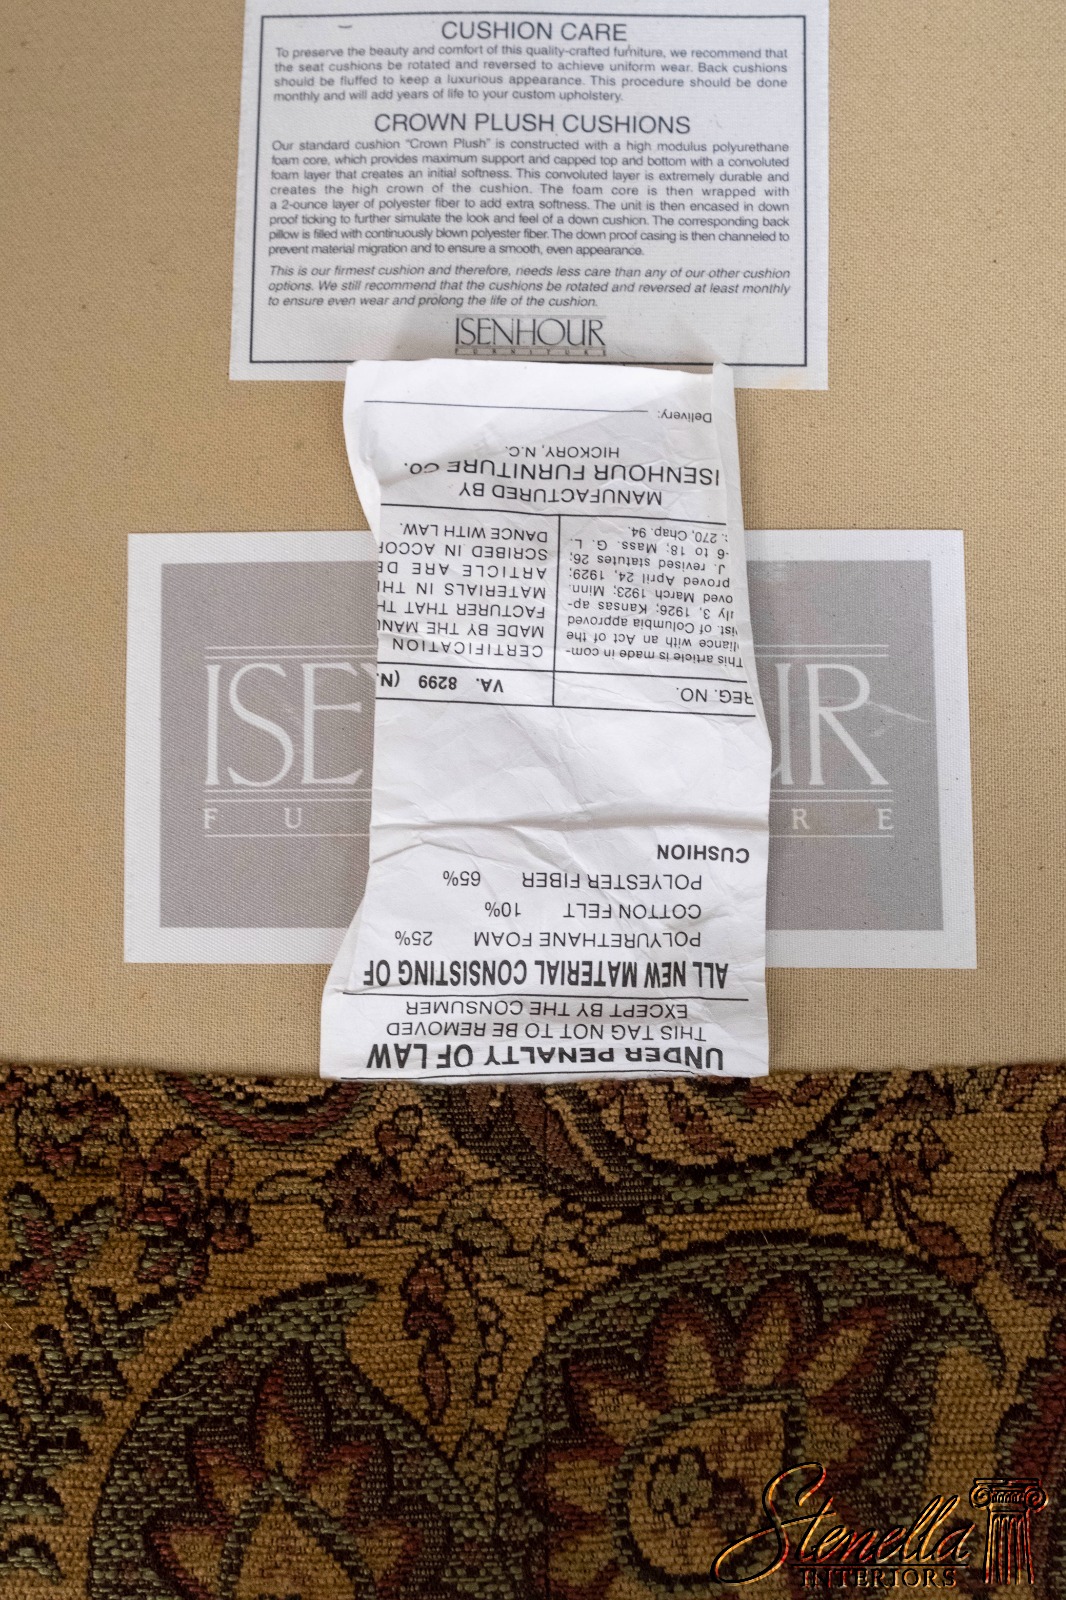 CUSHION CARE
To preserve the beauty and comfort of this quality-crafted furniture, we recommend that
the seat cushions be rotated and reversed to achieve uniform wear. Back cushions
should be fluffed to keep a luxurious appearance. This procedure should be done
monthly and will add years of life to your custom upholstery.
CROWN PLUSH CUSHIONS
Our standard cushion "Crown Plush" is constructed with a high modulus polyurethane
foam core, which provides maximum support and capped top and bottom with a convoluted
foam layer that creates an initial softness. This convoluted layer is extremely durable and
creates the high crown of the cushion. The foam core is then wrapped with
a 2-ounce layer of polyester fiber to add extra softness. The unit is then encased in down
proof ticking to further simulate the look and feel of a down cushion. The corresponding back
pillow is filled with continuously blown polyester fiber. The down proof casing is then channeled to
prevent material migration and to ensure a smooth, even appearance.
This is our firmest cushion and therefore, needs less care than any of our other cushion
options. We still recommend that the cushions be rotated and reversed at least monthly
to ensure even wear and prolong the life of the cushion.
ISENHOUR
FURNITURE
UNDER PENALTY OF LAW
THIS TAG NOT TO BE REMOVED
EXCEPT BY THE CONSUMER
ALL NEW MATERIAL CONSISTING OF
POLYURETHANE FOAM 25%
COTTON FELT 10%
POLYESTER FIBER 65%
CUSHION
REG. NO. VA. 8299 (N.
This article is made in com-
liance with an Act of the
ist. of Columbia approved
ily 3, 1926; Kansas ap-
oved March 1923; Minn.
proved April 24, 1929;
J. revised statutes 26:
-6 to 18; Mass. G. L.
: 270, Chap. 94.
CERTIFICATION
MADE BY THE MANU
FACTURER THAT TH
MATERIALS IN THI
ARTICLE ARE DE
SCRIBED IN ACCOR
DANCE WITH LAW.
MANUFACTURED BY
ISENHOUR FURNITURE CO.
HICKORY, N.C.
Delivery:
ISE UR
F U R E
Stenella
INTERIORS